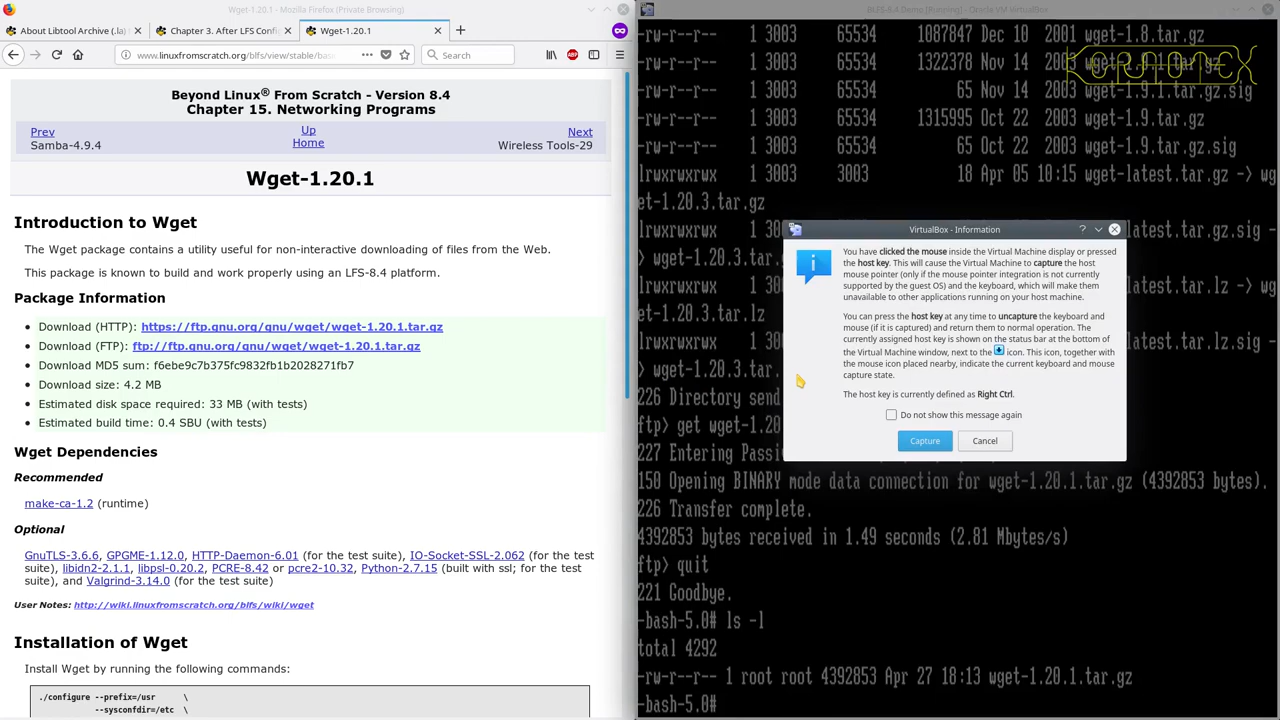 Wget-1.20.1 - Mozilla Firefox (Private Browsing)
About Libtool Archive (.la)
Chapter 3. After LFS Confi
Wget-1.20.1
www.linuxfromscratch.org/blfs/view/stable/bas
Search
ABP
Beyond Linux® From Scratch - Version 8.4
Chapter 15. Networking Programs
Prev
Up
Next
Samba-4.9.4
Home
Wireless Tools-29
Wget-1.20.1
Introduction to Wget
The Wget package contains a utility useful for non-interactive downloading of files from the Web.
This package is known to build and work properly using an LFS-8.4 platform.
Package Information
Download (HTTP): https://ftp.gnu.org/gnu/wget/wget-1.20.1.tar.gz
Download (FTP): ftp://ftp.gnu.org/gnu/wget/wget-1.20.1.tar.gz
Download MD5 sum: f6ebe9c7b375fc9832fb1b2028271fb7
Download size: 4.2 MB
Estimated disk space required: 33 MB (with tests)
Estimated build time: 0.4 SBU (with tests)
Wget Dependencies
Recommended
make-ca-1.2 (runtime)
Optional
GnuTLS-3.6.6, GPGME-1.12.0, HTTP-Daemon-6.01 (for the test suite), IO-Socket-SSL-2.062 (for the test
suite), libidn2-2.1.1, libpsl-0.20.2, PCRE-8.42 or pcre2-10.32, Python-2.7.15 (built with ssl; for the test
suite), and Valgrind-3.14.0 (for the test suite)
User Notes: http://wiki.linuxfromscratch.org/blfs/wiki/wget
Installation of Wget
Install Wget by running the following commands:
./configure --prefix=/usr \
--sysconfdir=/etc \
BLFS-8.4 Demo [Running] - Oracle VM VirtualBox
-rw-r--r-- 1 3003 65534 1087847 Dec 10 2001 wget-1.8.tar.gz
-rw-r--r-- 1 3003 65534 1322378 Nov
-rw-r--r-- 1 3003 65534 65 Nov
-rw-r--r-- 1 3003 65534 1315995 Oct 22 2003 wget-1.9.tar.gz
-rw-r--r-- 1 3003 65534 65 Oct 22 2003 wget-1.9.tar.gz.sig
lrwxrwxrwx 1 3003 3003 18 Apr 05 10:15 wget-latest.tar.gz -> wg
et-1.20.3.tar.gz
lrwxrwxrwx 1 30
-latest.tar.gz.sig -
> wget-1.20.3.tar.gz
lrwxrwxrwx 1 30
-latest.tar.lz -> wg
et-1.20.3.tar.lz
lrwxrwxrwx 1 30
-latest.tar.lz.sig -
> wget-1.20.3.tar.
226 Directory send
ftp> get wget-1.20
227 Entering Passi
150 Opening BINARY mode data connection for wget-1.20.1.tar.gz (4392853 bytes).
226 Transfer complete.
4392853 bytes received in 1.49 seconds (2.81 Mbytes/s)
ftp> quit
221 Goodbye.
-bash-5.0# ls -l
total 4292
-rw-r--r-- 1 root root 4392853 Apr 27 18:13 wget-1.20.1.tar.gz
-bash-5.0#
VirtualBox - Information
You have clicked the mouse inside the Virtual Machine display or pressed
the host key. This will cause the Virtual Machine to capture the host
mouse pointer (only if the mouse pointer integration is not currently
supported by the guest OS) and the keyboard, which will make them
unavailable to other applications running on your host machine.
You can press the host key at any time to uncapture the keyboard and
mouse (if it is captured) and return them to normal operation. The
currently assigned host key is shown on the status bar at the bottom of
the Virtual Machine window, next to the icon. This icon, together with
the mouse icon placed nearby, indicate the current keyboard and mouse
capture state.
The host key is currently defined as Right Ctrl.
Do not show this message again
Capture
Cancel